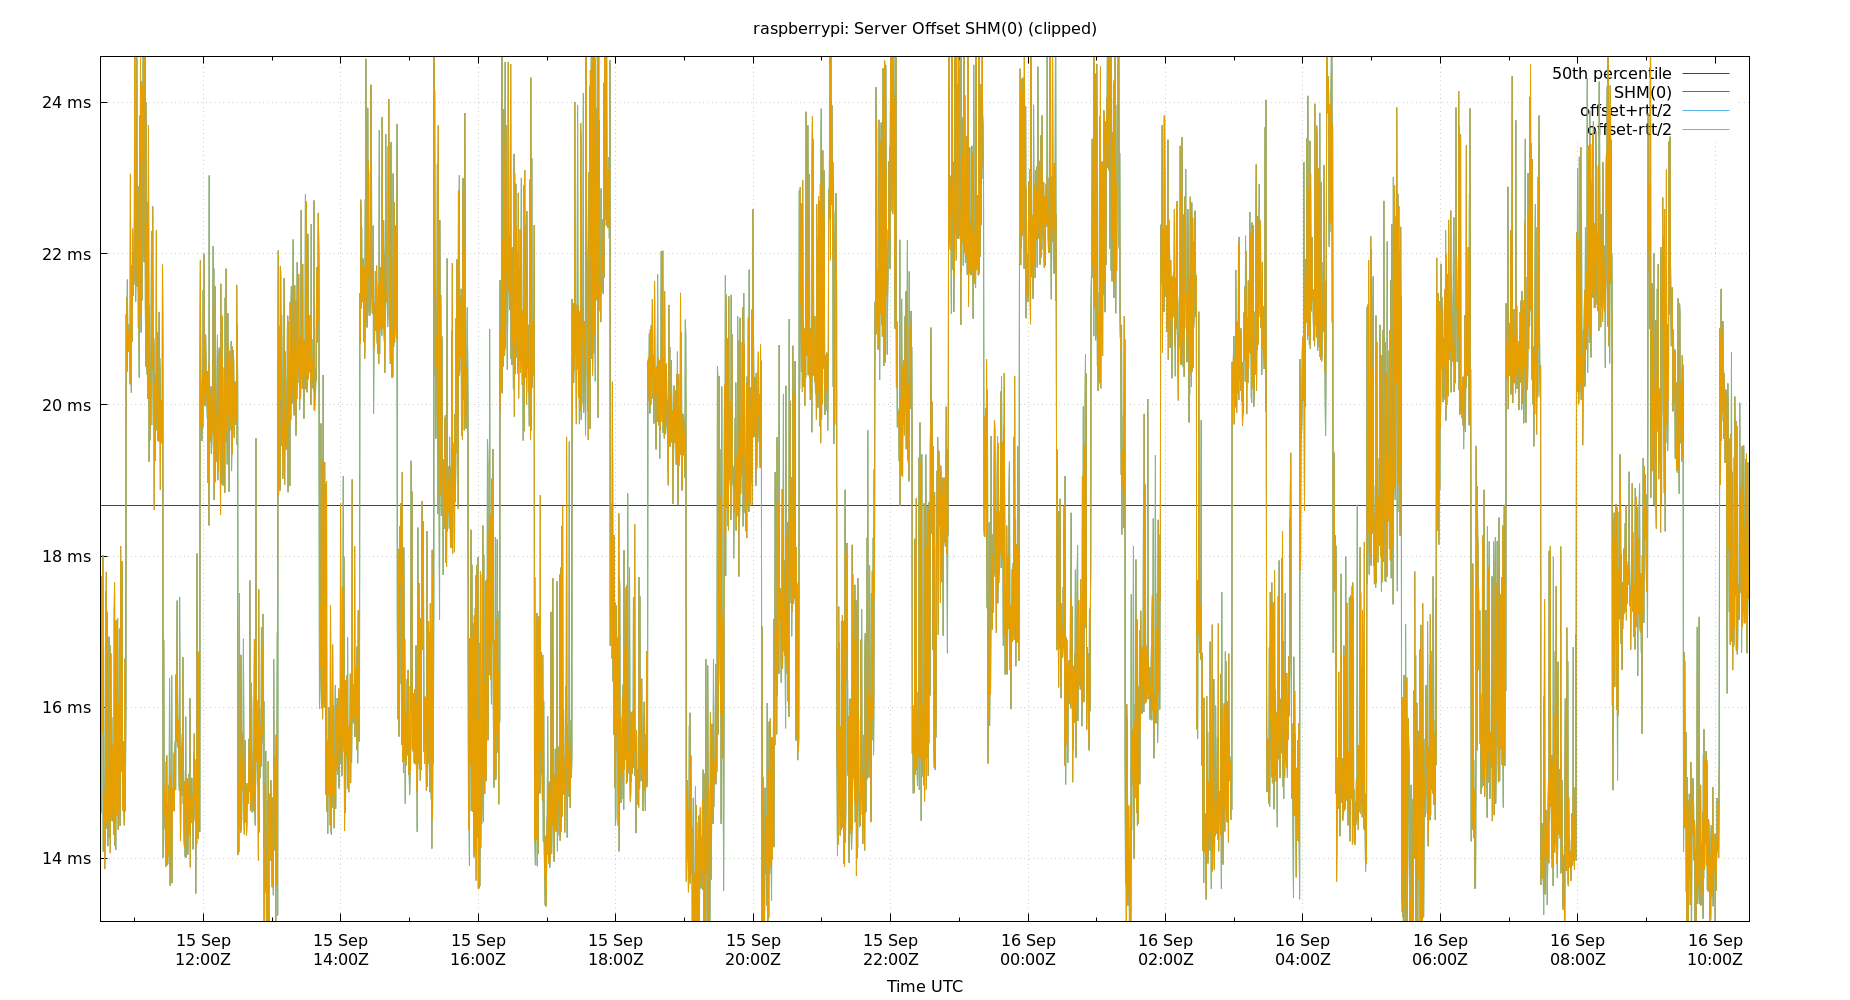 raspberrypi: Server Offset SHM(0) (clipped)
50th percentile
SHM(0)
offset+rtt/2
offset-rtt/2
24 ms
22 ms
20 ms
18 ms
16 ms
14 ms
15 Sep 15 Sep 15 Sep 15 Sep 15 Sep 15 Sep 16 Sep 16 Sep 16 Sep 16 Sep 16 Sep 16 Sep
12:00Z 14:00Z 16:00Z 18:00Z 20:00Z 22:00Z 00:00Z 02:00Z 04:00Z 06:00Z 08:00Z 10:00Z
Time UTC